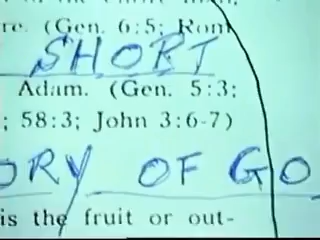 re. (Gen. 6:5; Rom
SHORT
Adam. (Gen. 5:3;
; 58:3; John 3:6-7)
ORY OF GO
is the fruit or out-